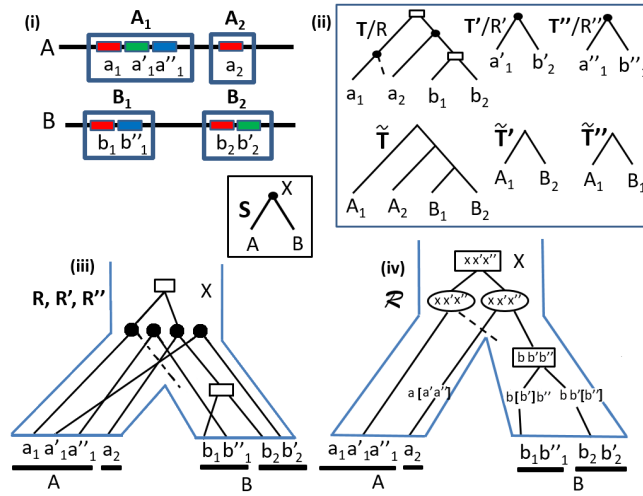 (i)
A₁ A₂
A
a₁ a'₁ a''₁ a₂
B₁ B₂
B
b₁ b''₁ b₂ b'₂
(ii)
T/R T'/R' T''/R''
a₁ a₂ b₁ b₂ a'₁ b'₂ a''₁ b''₂
T̃ T̃' T̃''
A₁ A₂ B₁ B₂ A₁ B₂ A₁ B₁
S X
A B
(iii)
R, R', R'' X
a₁ a'₁ a''₁ a₂ b₁ b''₁ b₂ b'₂
A B
(iv)
x x'x'' X
ℛ x x'x'' x x'x''
b b'b''
a [a'a''] b [b'] b'' b b'[b'']
a₁ a'₁ a''₁ a₂ b₁ b''₁ b₂ b'₂
A B